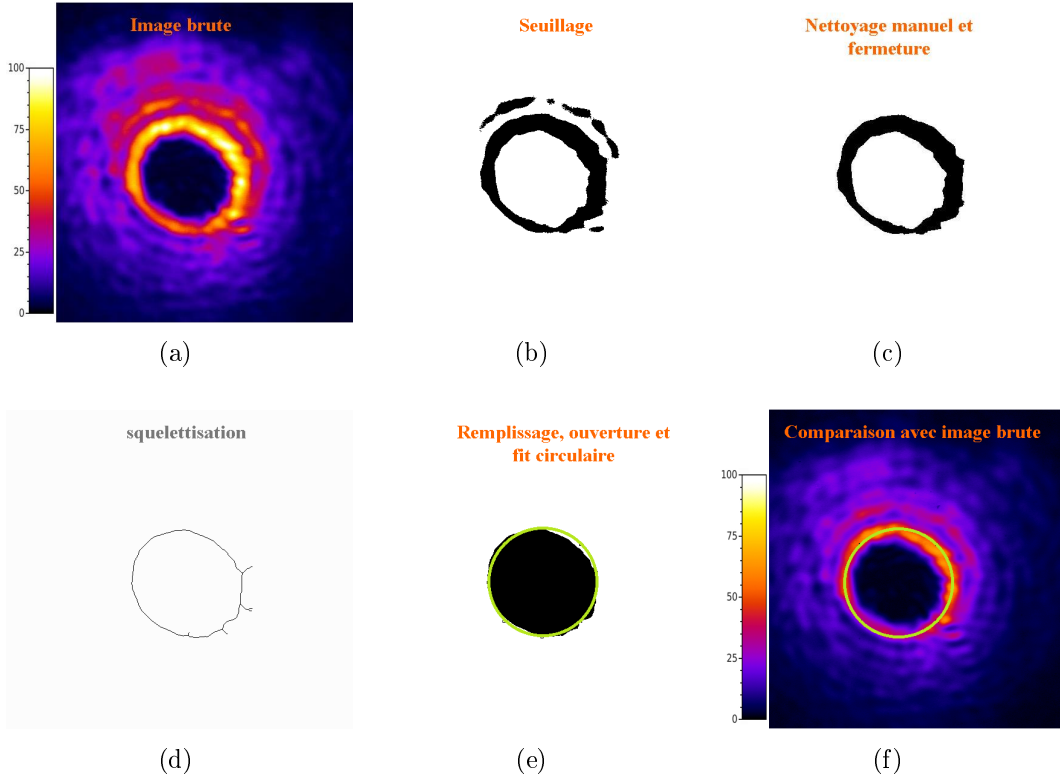 Image brute
100
75
50
25
0
(a)
Seuillage
(b)
Nettoyage manuel et
fermeture
(c)
squelettisation
(d)
Remplissage, ouverture et
fit circulaire
(e)
Comparaison avec image brute
100
75
50
25
0
(f)